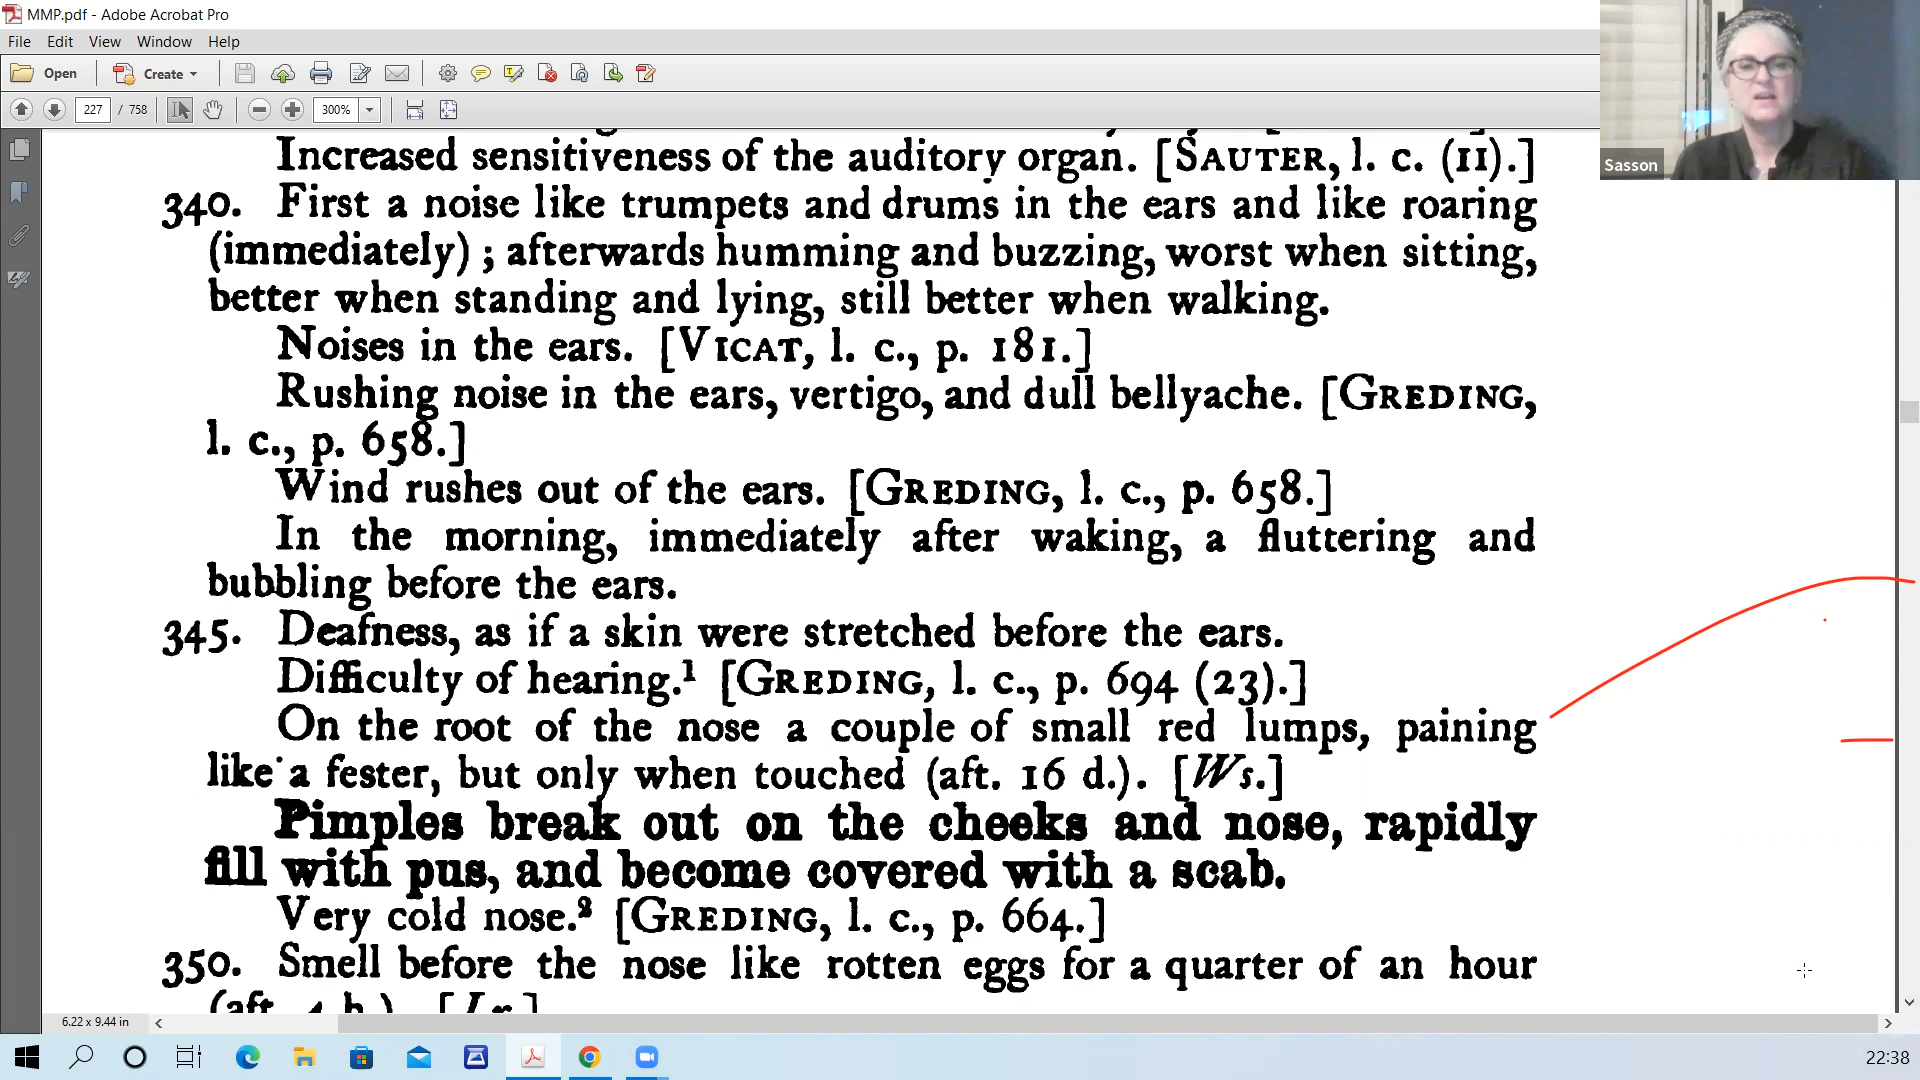 MMP.pdf - Adobe Acrobat Pro
File Edit View Window Help
Open Create
227 / 758 300%
Sasson
Increased sensitiveness of the auditory organ. [SAUTER, l. c. (11).]
340. First a noise like trumpets and drums in the ears and like roaring
(immediately) ; afterwards humming and buzzing, worst when sitting,
better when standing and lying, still better when walking.
Noises in the ears. [VICAT, l. c., p. 181.]
Rushing noise in the ears, vertigo, and dull bellyache. [GREDING,
l. c., p. 658.]
Wind rushes out of the ears. [GREDING, l. c., p. 658.]
In the morning, immediately after waking, a fluttering and
bubbling before the ears.
345. Deafness, as if a skin were stretched before the ears.
Difficulty of hearing.¹ [GREDING, l. c., p. 694 (23).]
On the root of the nose a couple of small red lumps, paining
like a fester, but only when touched (aft. 16 d.). [Ws.]
Pimples break out on the cheeks and nose, rapidly
fill with pus, and become covered with a scab.
Very cold nose.² [GREDING, l. c., p. 664.]
350. Smell before the nose like rotten eggs for a quarter of an hour
6.22 x 9.44 in
22:38